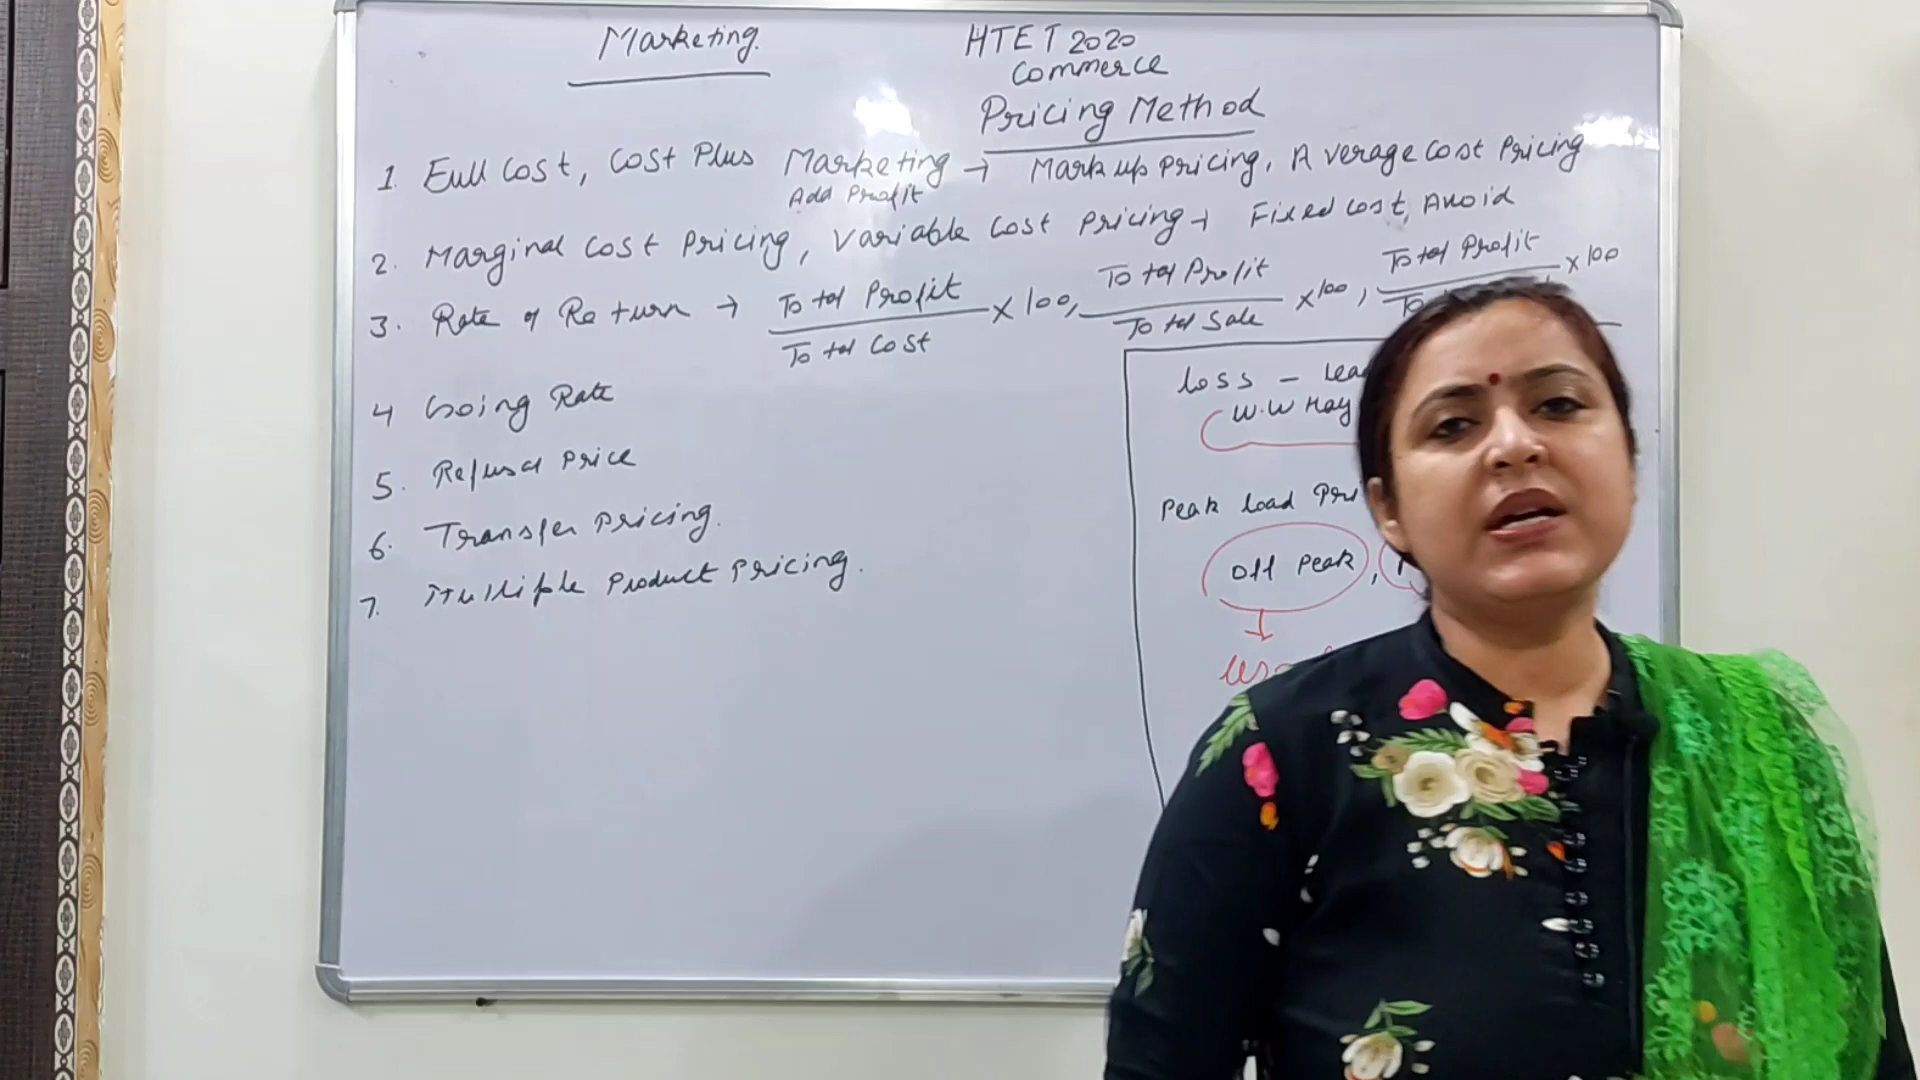 Marketing.
HTET 2020
Commerce
Pricing Method
1. Full Cost, Cost Plus Marketing → Mark up Pricing, Average Cost Pricing
Add Profit
2. Marginal Cost Pricing, Variable Cost Pricing → Fixed Cost, Avoid
3. Rate of Return → Total Profit / Total Cost × 100, Total Profit / Total Sale × 100, Total Profit × 100
4 Going Rate
5. Refusal Price
6. Transfer Pricing.
7. Multiple Product Pricing.
Loss –
W.W Hay
Peak Load
Off Peak,